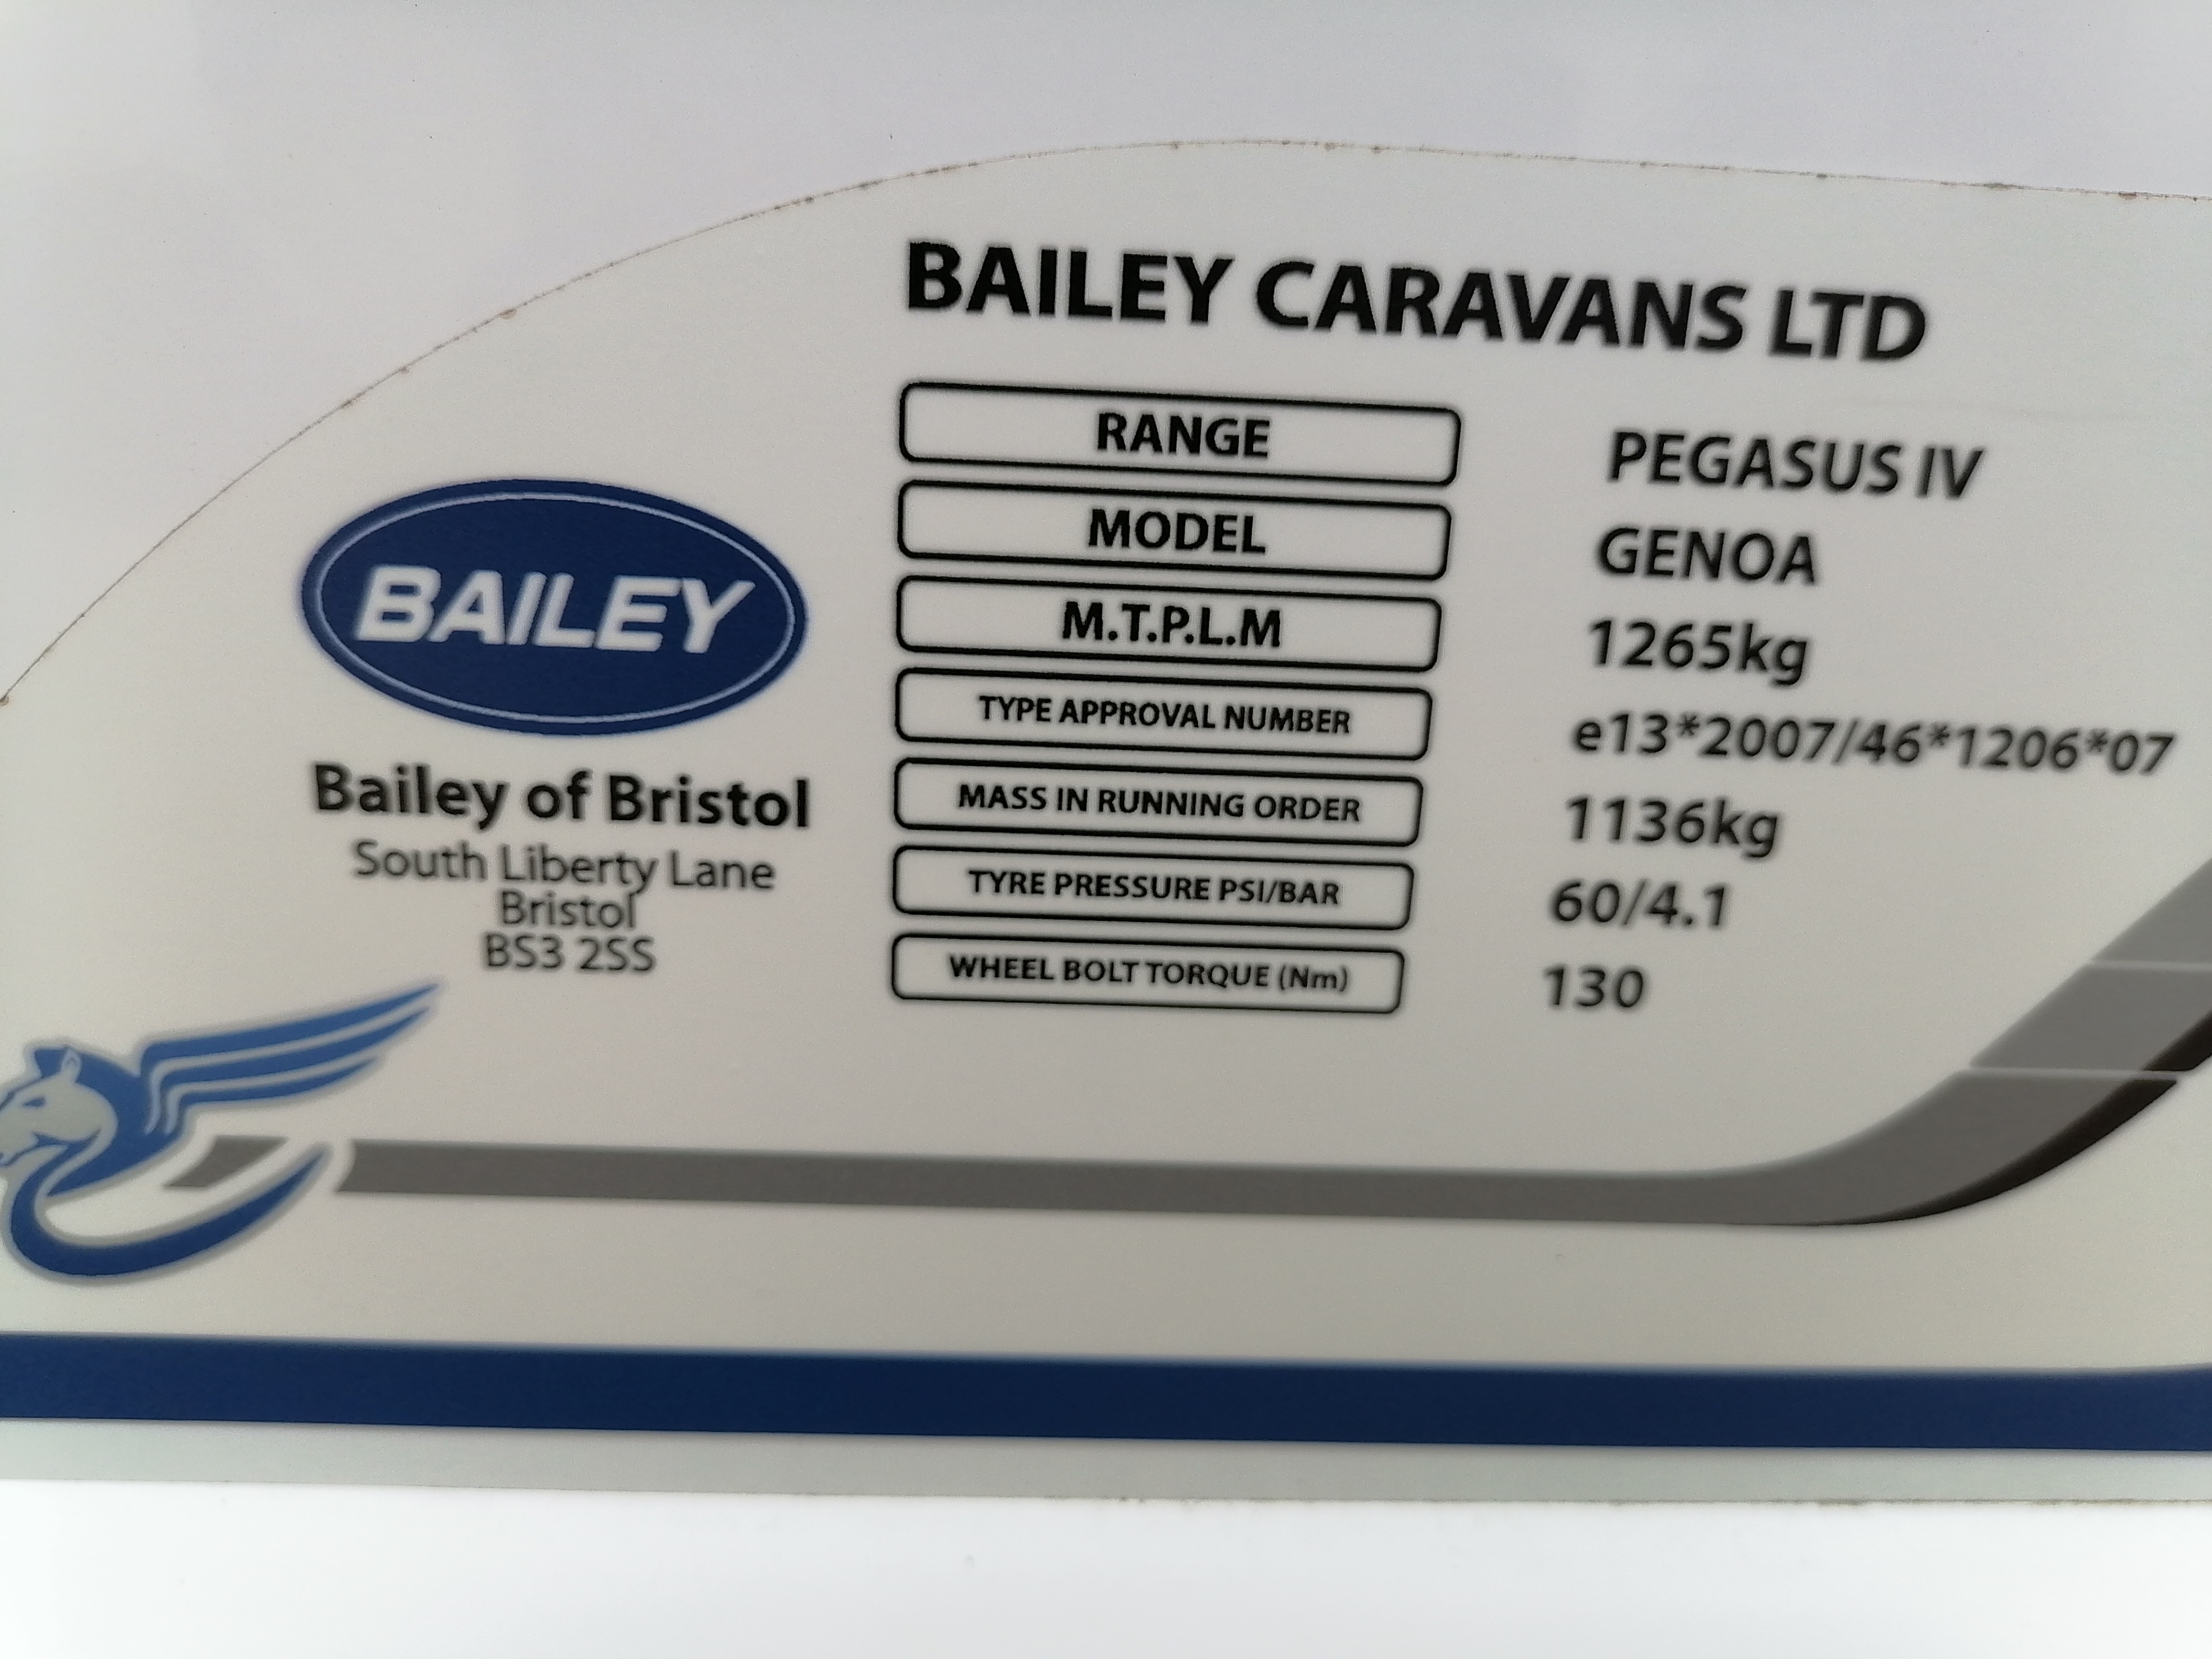 BAILEY CARAVANS LTD
BAILEY
Bailey of Bristol
South Liberty Lane
Bristol
BS3 2SS
RANGE PEGASUS IV
MODEL GENOA
M.T.P.L.M 1265kg
TYPE APPROVAL NUMBER e13*2007/46*1206*07
MASS IN RUNNING ORDER 1136kg
TYRE PRESSURE PSI/BAR 60/4.1
WHEEL BOLT TORQUE (Nm) 130